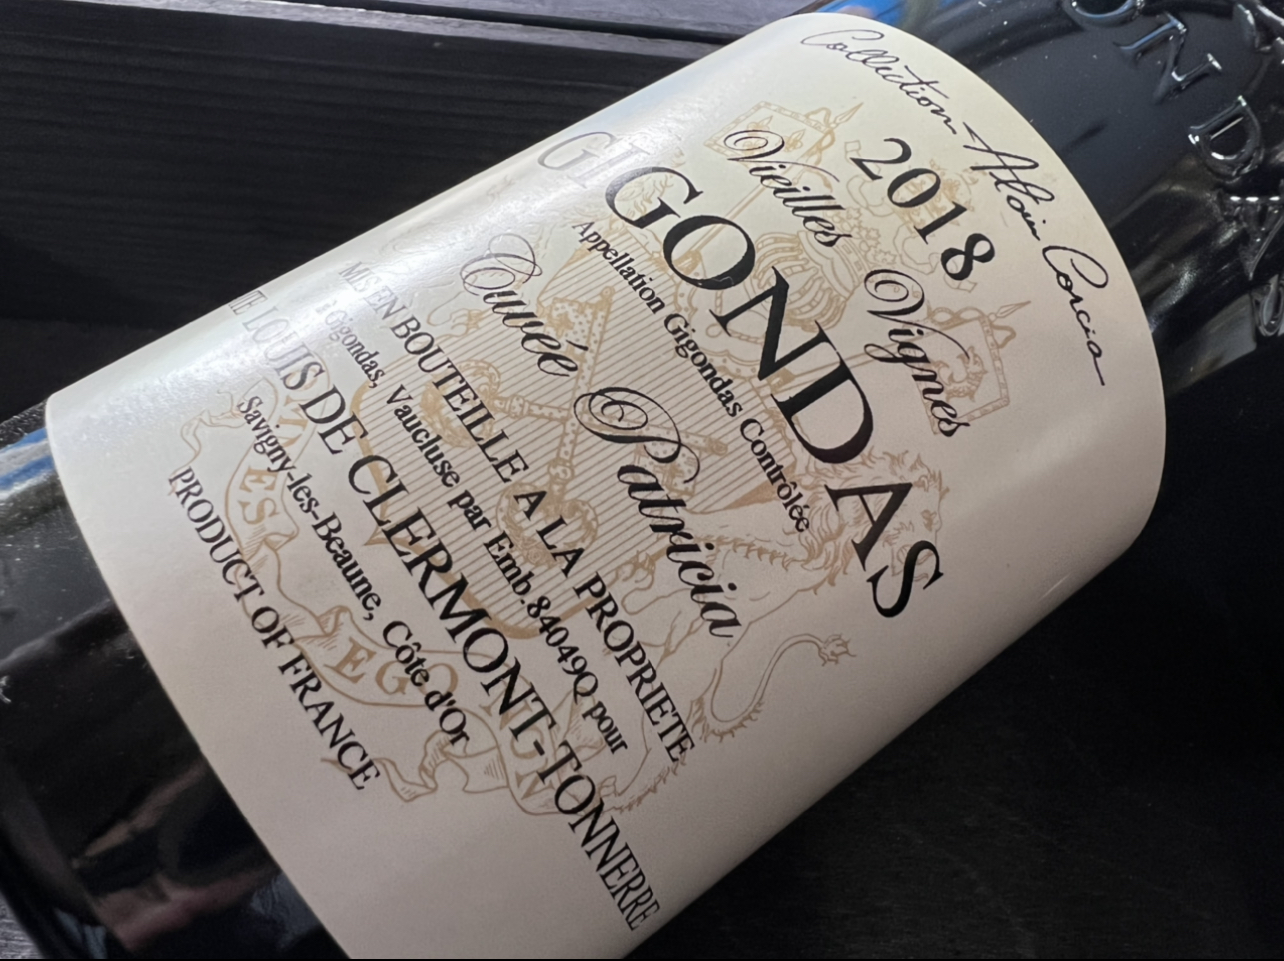 Collection Alain Corcia
2018
Vieilles Vignes
GIGONDAS
Appellation Gigondas Contrôlée
Cuvée Patricia
MIS EN BOUTEILLE A LA PROPRIETE
Gigondas, Vaucluse par Emb.84049Q pour
LOUIS DE CLERMONT-TONNERRE
Savigny-les-Beaune, Côte d'Or
PRODUCT OF FRANCE